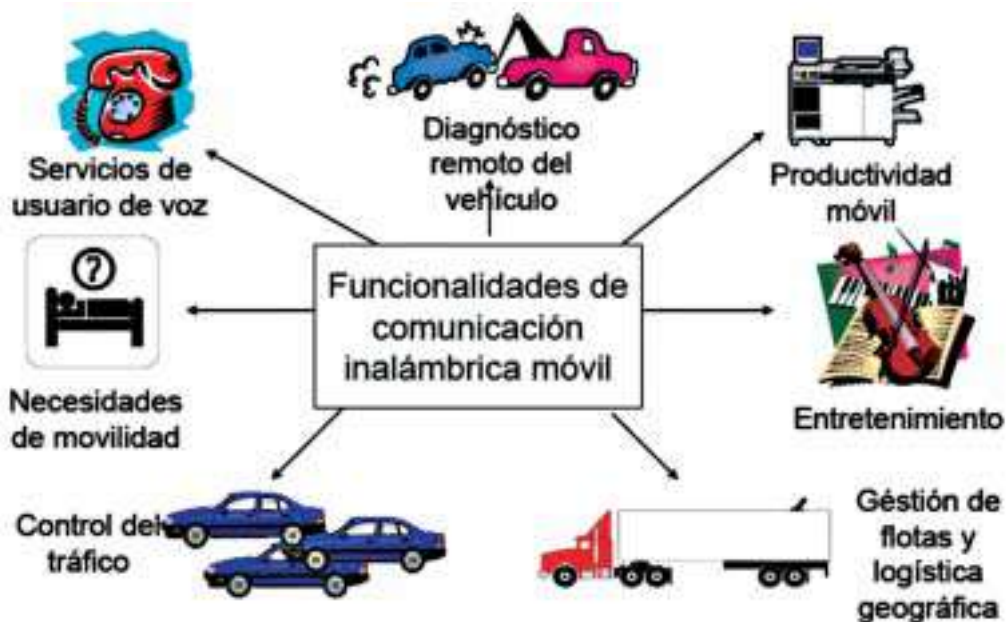 Servicios de
usuario de voz
Diagnóstico
remoto del
vehículo
Productividad
móvil
Funcionalidades de
comunicación
inalámbrica móvil
?
Necesidades
de movilidad
Entretenimiento
Control del
tráfico
Géstión de
flotas y
logística
geográfica